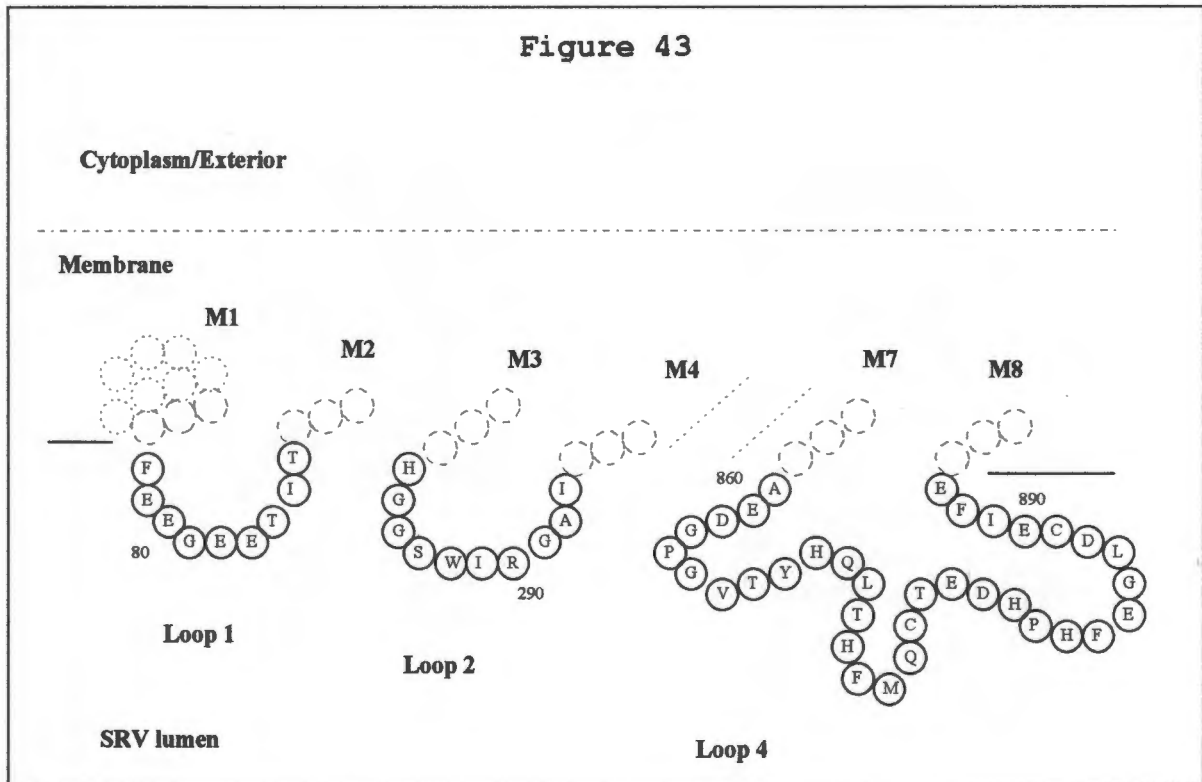 Figure 43
Cytoplasm/Exterior
Membrane
M1
M2
M3
M4
M7
M8
F E E G E E T I T
80
Loop 1
H G G S W I R G A I
290
Loop 2
A E D G P G V T Y H Q L T H F M Q C T E D H P H F E G L D C E I F E
860
890
Loop 4
SRV lumen